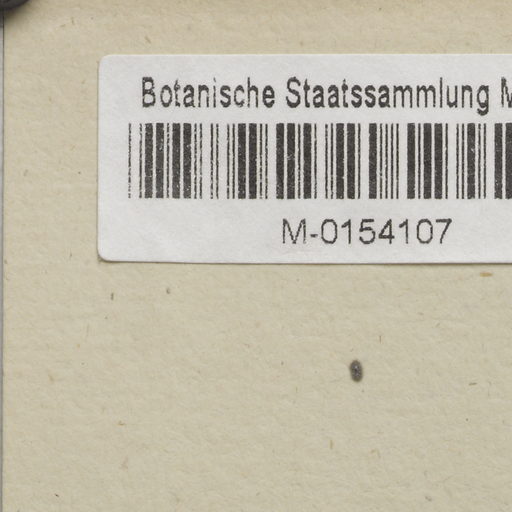 Botanische Staatssammlung M
M-0154107